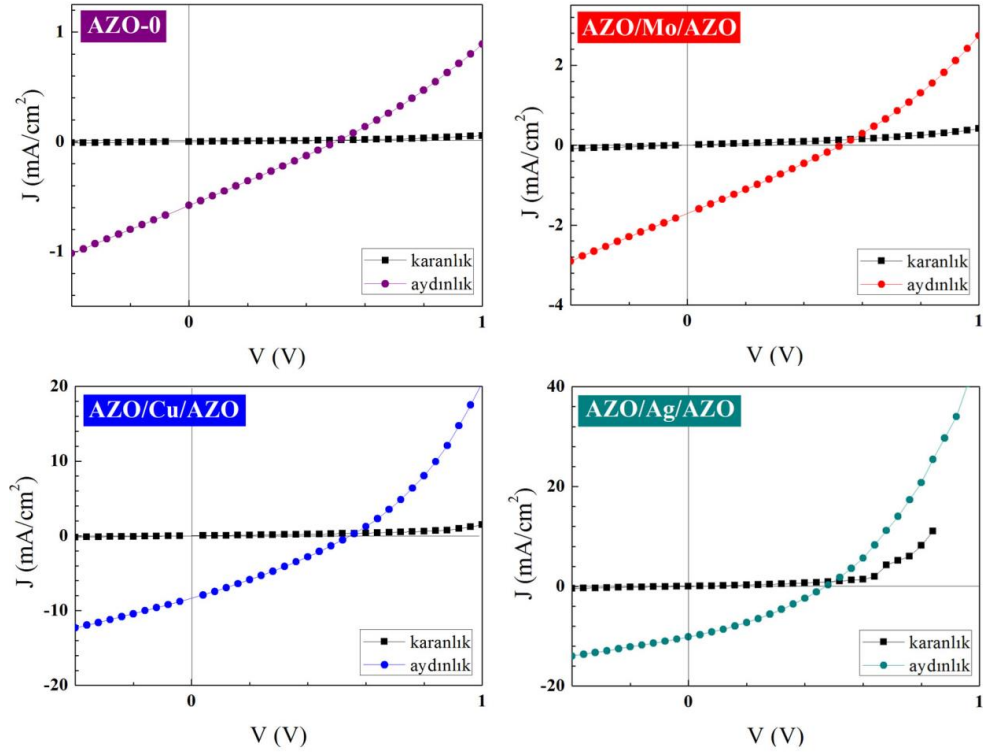 AZO-0
1
0
-1
J (mA/cm²)
karanlık
aydınlık
0
1
V (V)
AZO/Mo/AZO
2
0
-2
-4
J (mA/cm²)
karanlık
aydınlık
0
1
V (V)
AZO/Cu/AZO
20
10
0
-10
-20
J (mA/cm²)
karanlık
aydınlık
0
1
V (V)
AZO/Ag/AZO
40
20
0
-20
J (mA/cm²)
karanlık
aydınlık
0
1
V (V)